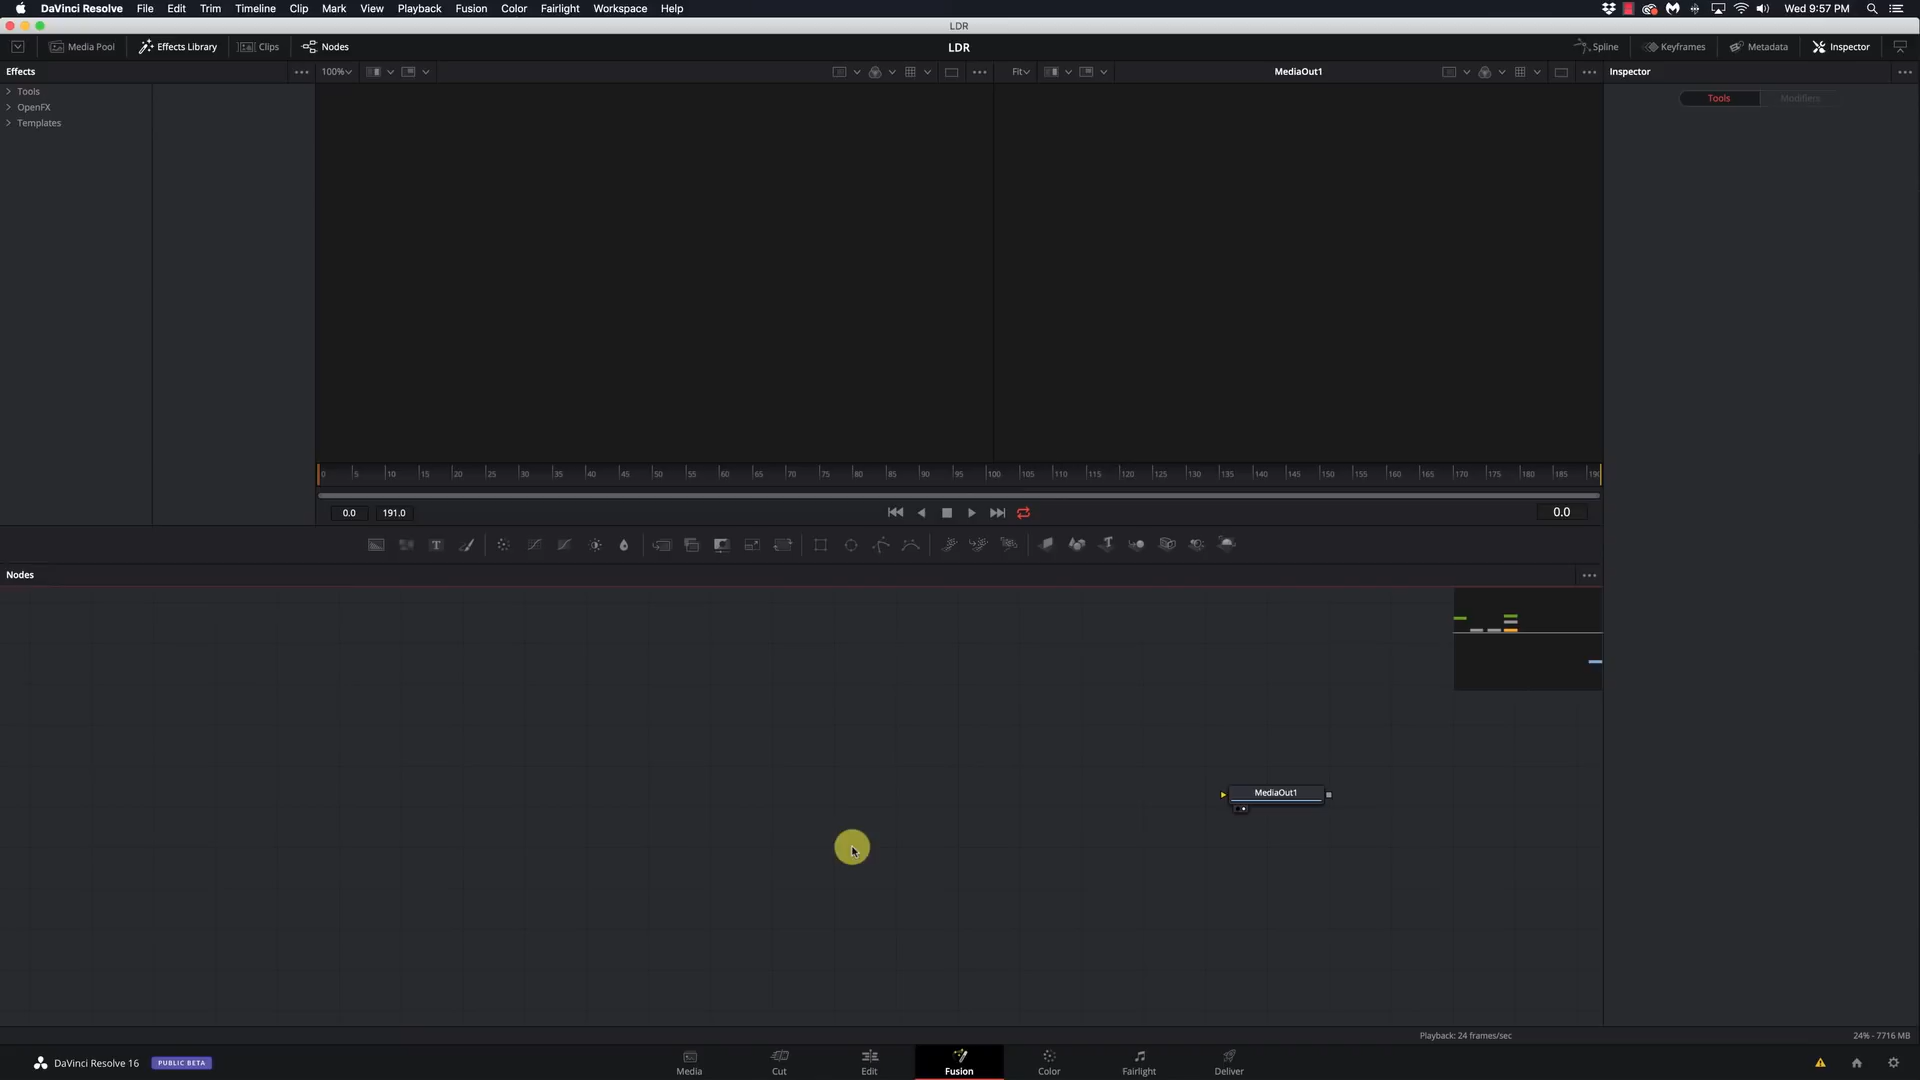 DaVinci Resolve File Edit Trim Timeline Clip Mark View Playback Fusion Color Fairlight Workspace Help Wed 9:57 PM
LDR
Media Pool Effects Library Clips Nodes LDR Spline Keyframes Metadata Inspector
Effects 100% Fit MediaOut1 Inspector
Tools
OpenFX
Templates
Tools Modifiers
0 5 10 15 20 25 30 35 40 45 50 55 60 65 70 75 80 85 90 95 100 105 110 115 120 125 130 135 140 145 150 155 160 165 170 175 180 185 190
0.0 191.0 0.0
T
Nodes
MediaOut1
Playback: 24 frames/sec 24% - 7716 MB
DaVinci Resolve 16 PUBLIC BETA
Media Cut Edit Fusion Color Fairlight Deliver